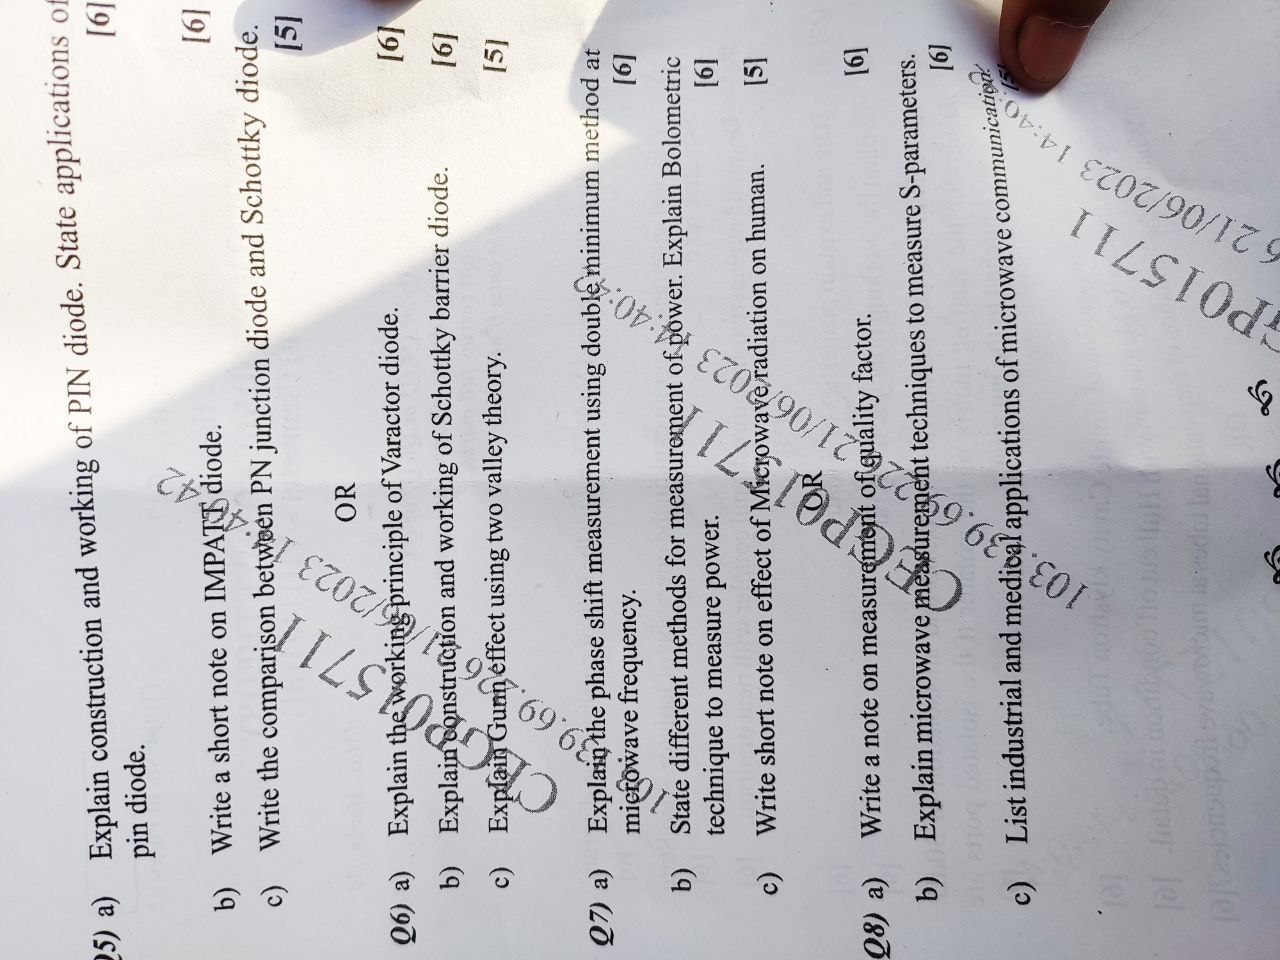 Q5) a) Explain construction and working of PIN diode. State applications of
pin diode. [6]
b) Write a short note on IMPATT diode. [6]
c) Write the comparison between PN junction diode and Schottky diode. [5]
OR
Q6) a) Explain the working principle of Varactor diode. [6]
b) Explain construction and working of Schottky barrier diode. [6]
c) Explain Gunn effect using two valley theory. [5]
Q7) a) Explain the phase shift measurement using double minimum method at
microwave frequency. [6]
b) State different methods for measurement of power. Explain Bolometric
technique to measure power. [6]
c) Write short note on effect of Microwave radiation on human. [5]
OR
Q8) a) Write a note on measurement of quality factor. [6]
b) Explain microwave measurement techniques to measure S-parameters.
[6]
c) List industrial and medical applications of microwave communication.
[5]
CEGP015711
39.69.226 21/06/2023 14:40:42
CEGP015711
103.39.69.226 21/06/2023 14:40:42
CEGP015711
6 21/06/2023 14:40:42